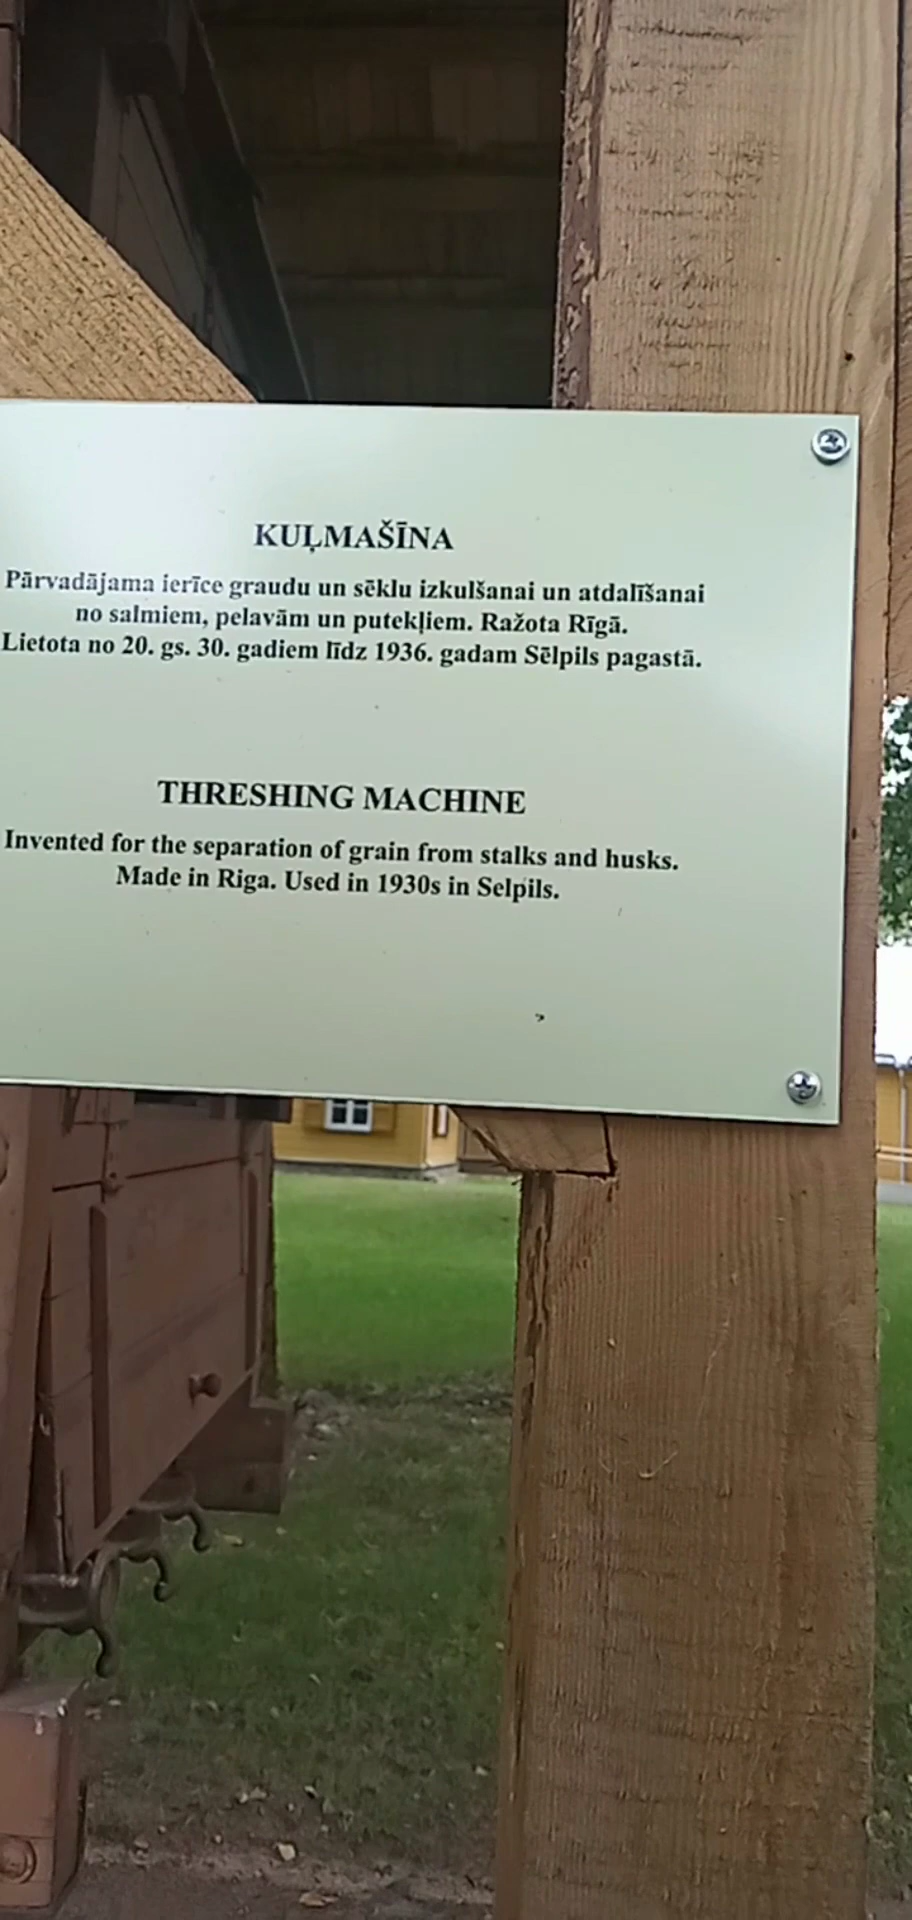 KUĻMAŠĪNA
Pārvadājama ierīce graudu un sēklu izkulšanai un atdalīšanai
no salmiem, pelavām un putekļiem. Ražota Rīgā.
Lietota no 20. gs. 30. gadiem līdz 1936. gadam Sēlpils pagastā.
THRESHING MACHINE
Invented for the separation of grain from stalks and husks.
Made in Riga. Used in 1930s in Selpils.